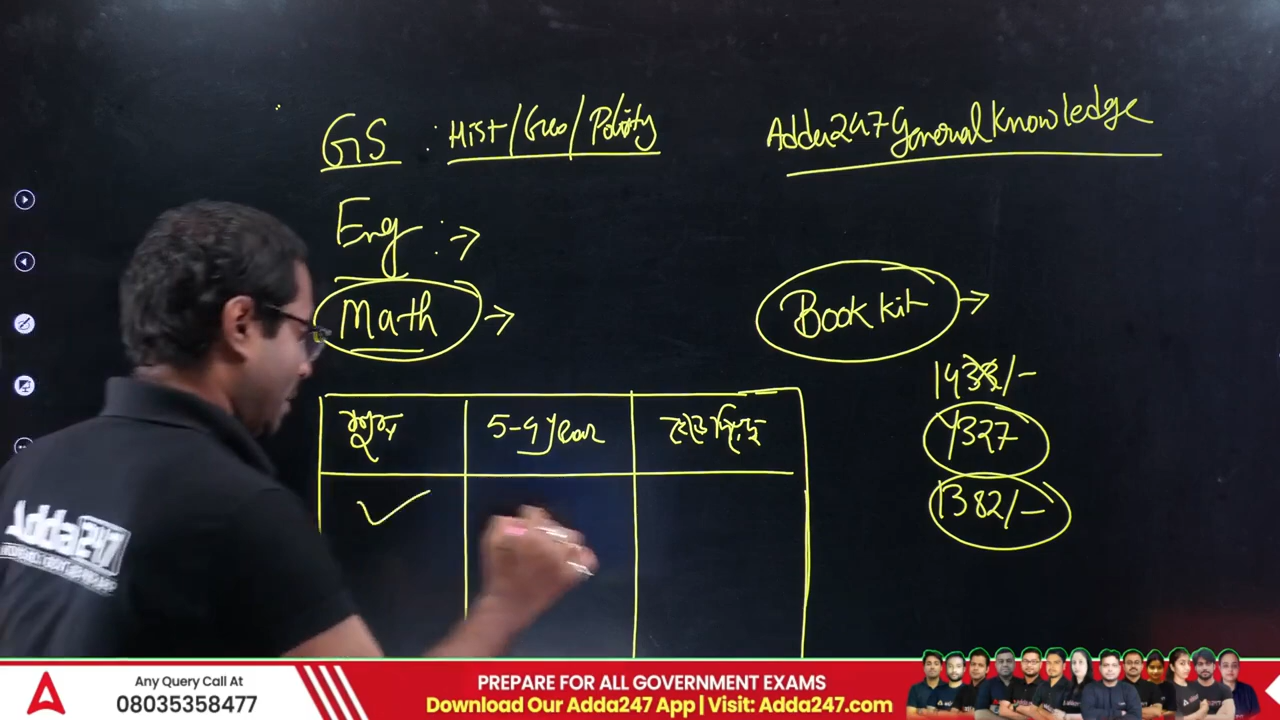 GS : Hist/Geo/Polity
Adda247 General Knowledge
Eng : →
Math →
Book kit →
1433/-
1327
1382/-
5-9 year
Adda247
Any Query Call At
08035358477
PREPARE FOR ALL GOVERNMENT EXAMS
Download Our Adda247 App | Visit: Adda247.com